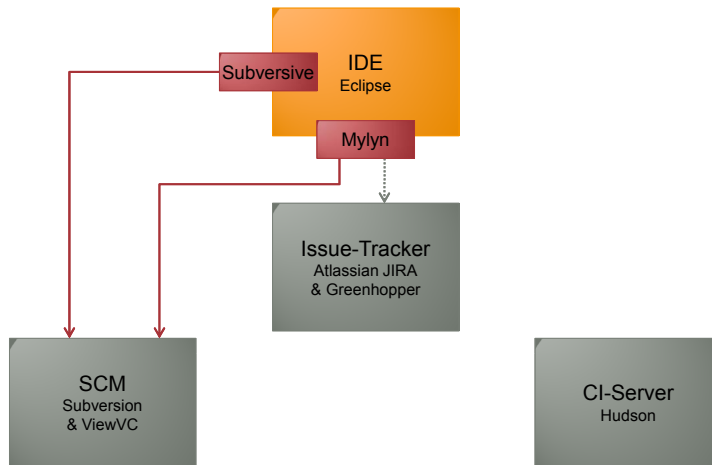 IDE
Eclipse
Subversive
Mylyn
Issue-Tracker
Atlassian JIRA
& Greenhopper
SCM
Subversion
& ViewVC
CI-Server
Hudson